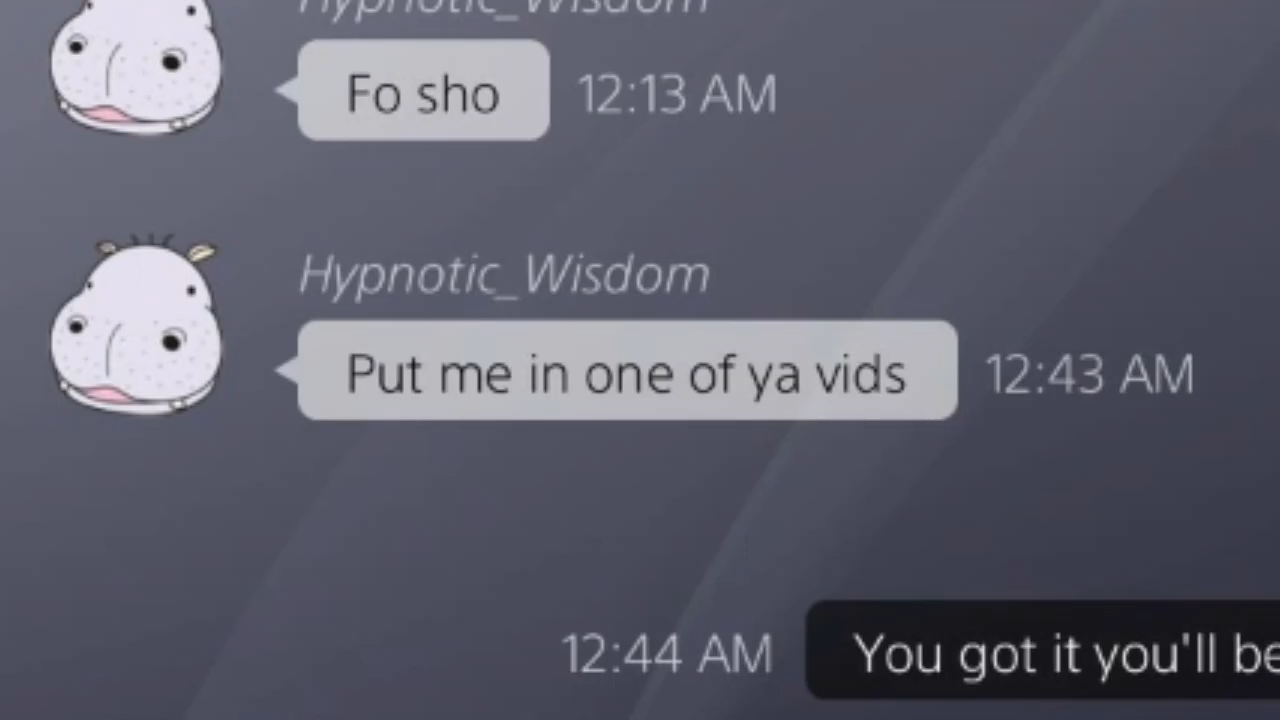 Hypnotic_Wisdom
Fo sho 12:13 AM
Hypnotic_Wisdom
Put me in one of ya vids 12:43 AM
12:44 AM You got it you'll be